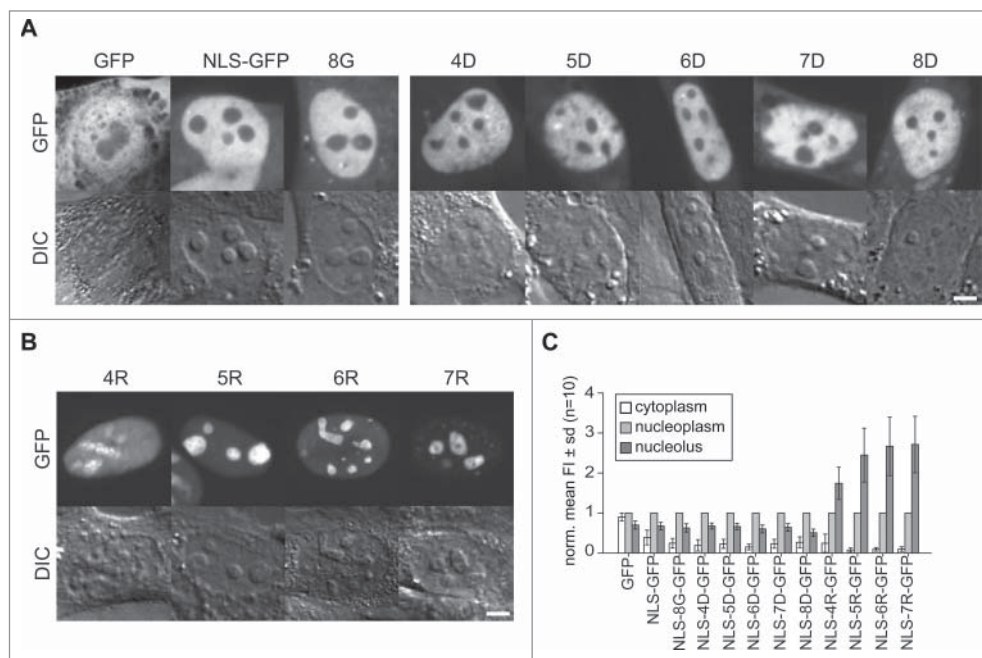 A
GFP NLS-GFP 8G 4D 5D 6D 7D 8D
GFP
DIC
B
4R 5R 6R 7R
GFP
DIC
C
norm. mean FI ± sd (n=10)
4
3
2
1
0
cytoplasm
nucleoplasm
nucleolus
GFP
NLS-GFP
NLS-8G-GFP
NLS-4D-GFP
NLS-5D-GFP
NLS-6D-GFP
NLS-7D-GFP
NLS-8D-GFP
NLS-4R-GFP
NLS-5R-GFP
NLS-6R-GFP
NLS-7R-GFP